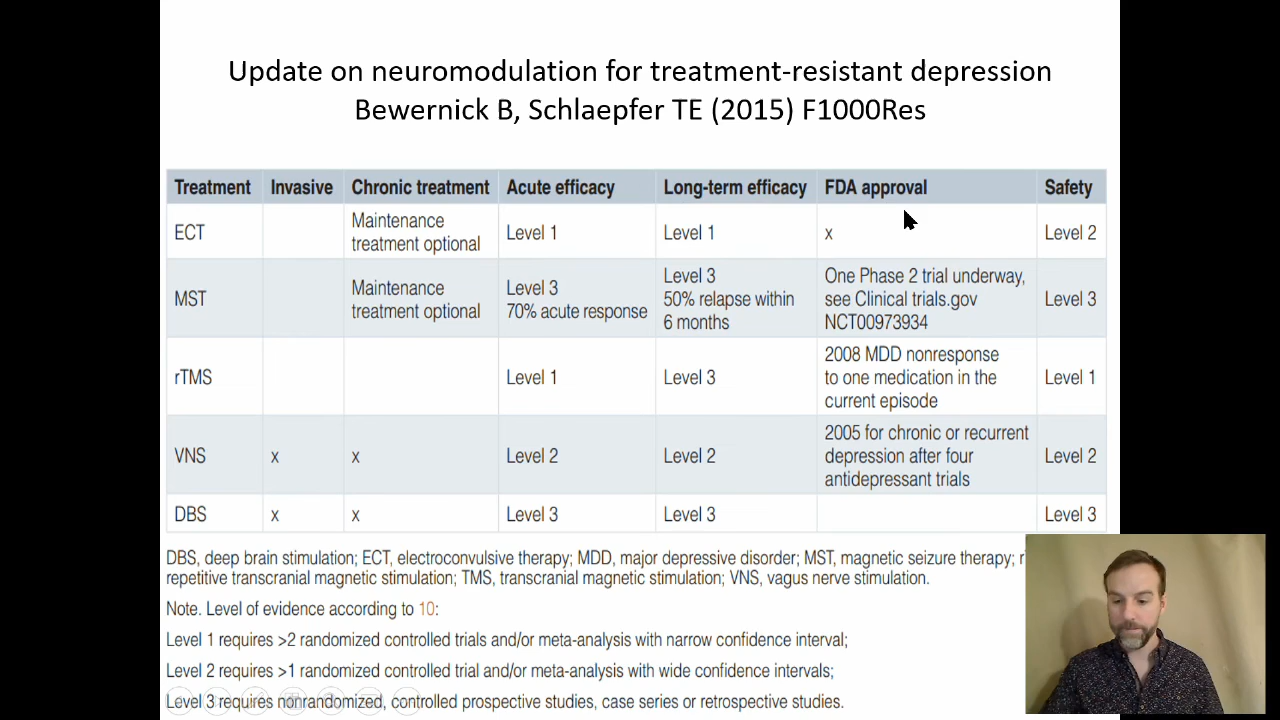 Update on neuromodulation for treatment-resistant depression
Bewernick B, Schlaepfer TE (2015) F1000Res
Treatment Invasive Chronic treatment Acute efficacy Long-term efficacy FDA approval Safety
ECT Maintenance treatment optional Level 1 Level 1 x Level 2
MST Maintenance treatment optional Level 3 70% acute response Level 3 50% relapse within 6 months One Phase 2 trial underway, see Clinical trials.gov NCT00973934 Level 3
rTMS Level 1 Level 3 2008 MDD nonresponse to one medication in the current episode Level 1
VNS x x Level 2 Level 2 2005 for chronic or recurrent depression after four antidepressant trials Level 2
DBS x x Level 3 Level 3 Level 3
DBS, deep brain stimulation; ECT, electroconvulsive therapy; MDD, major depressive disorder; MST, magnetic seizure therapy;
repetitive transcranial magnetic stimulation; TMS, transcranial magnetic stimulation; VNS, vagus nerve stimulation.
Note. Level of evidence according to 10:
Level 1 requires >2 randomized controlled trials and/or meta-analysis with narrow confidence interval;
Level 2 requires >1 randomized controlled trial and/or meta-analysis with wide confidence intervals;
Level 3 requires nonrandomized, controlled prospective studies, case series or retrospective studies.